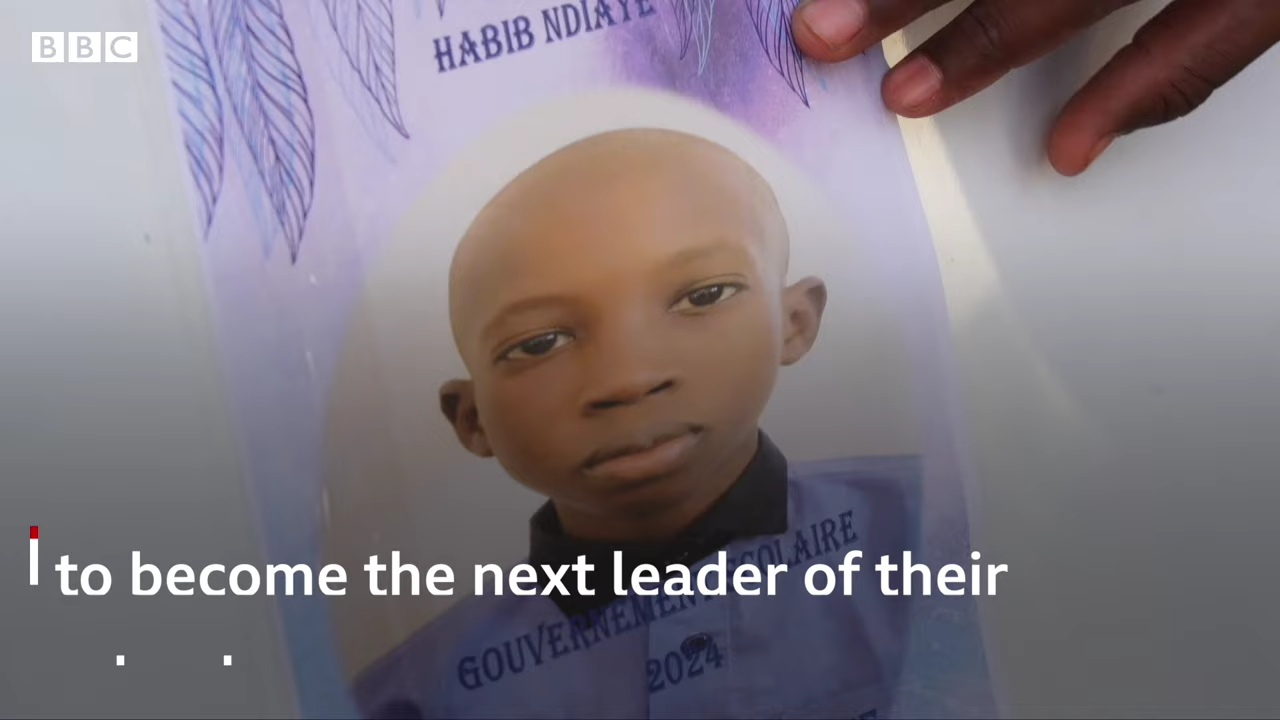 BBC
HABIB NDIAYE
GOUVERNEMENT SCOLAIRE
2024
to become the next leader of their